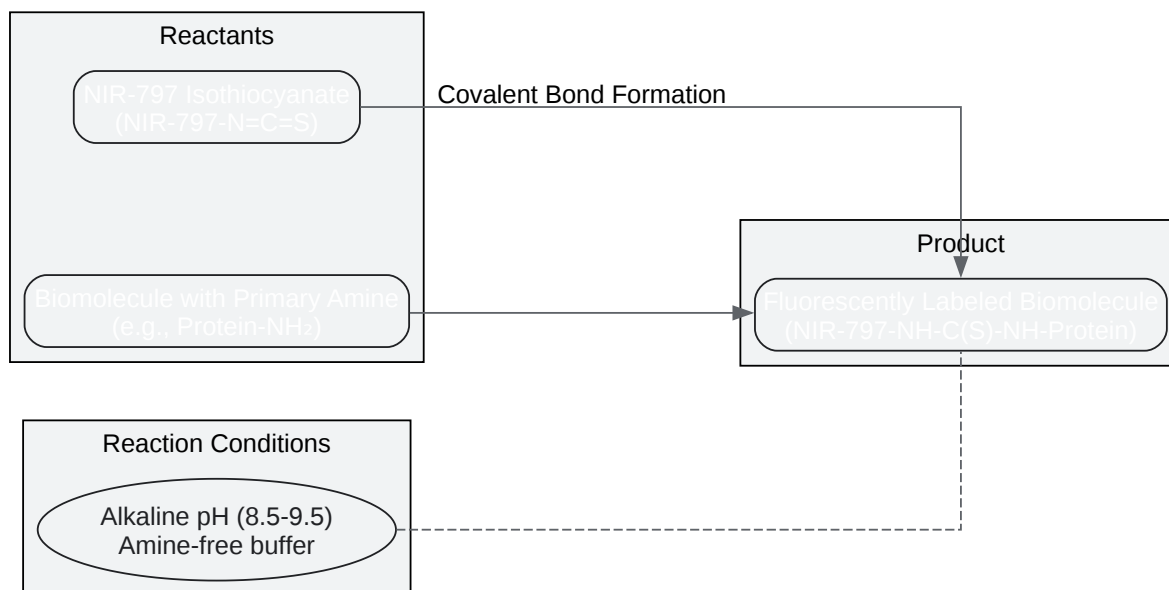 Reactants
NIR-797 Isothiocyanate
(NIR-797-N=C=S)
Covalent Bond Formation
Biomolecule with Primary Amine
(e.g., Protein-NH₂)
Product
Fluorescently Labeled Biomolecule
(NIR-797-NH-C(S)-NH-Protein)
Reaction Conditions
Alkaline pH (8.5-9.5)
Amine-free buffer